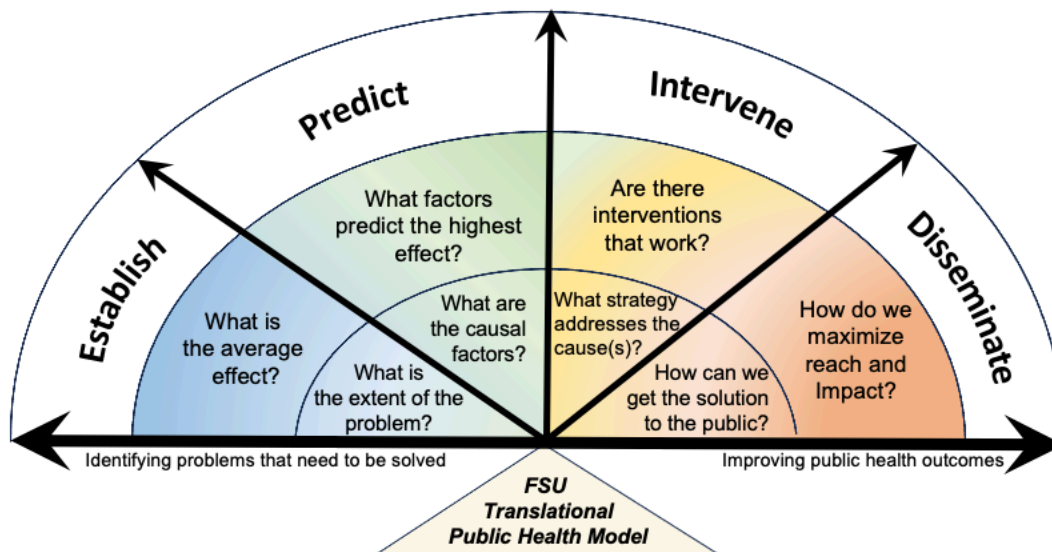 Establish
Predict
Intervene
Disseminate
What is
the average
effect?
What factors
predict the highest
effect?
Are there
interventions
that work?
How do we
maximize
reach and
Impact?
What is
the extent of the
problem?
What are
the causal
factors?
What strategy
addresses the
cause(s)?
How can we
get the solution
to the public?
Identifying problems that need to be solved
Improving public health outcomes
FSU
Translational
Public Health Model